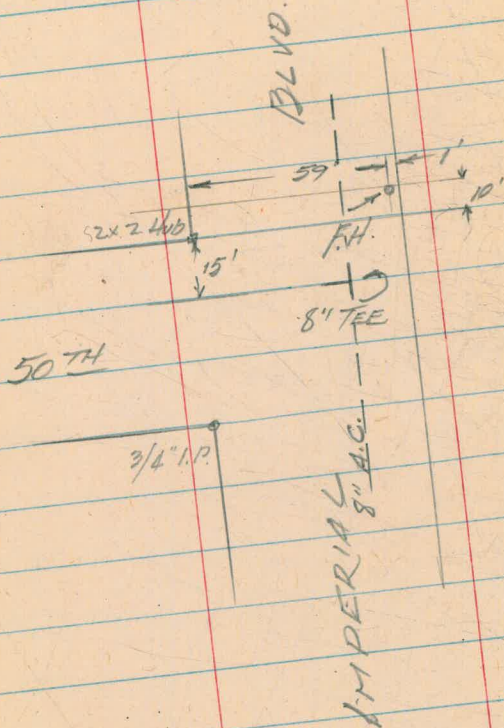 BLVD.
59'
1'
10'
2x2 Hub
F.H.
15'
8" TEE
50TH
3/4" I.P.
8" A.C.
IMPERIAL